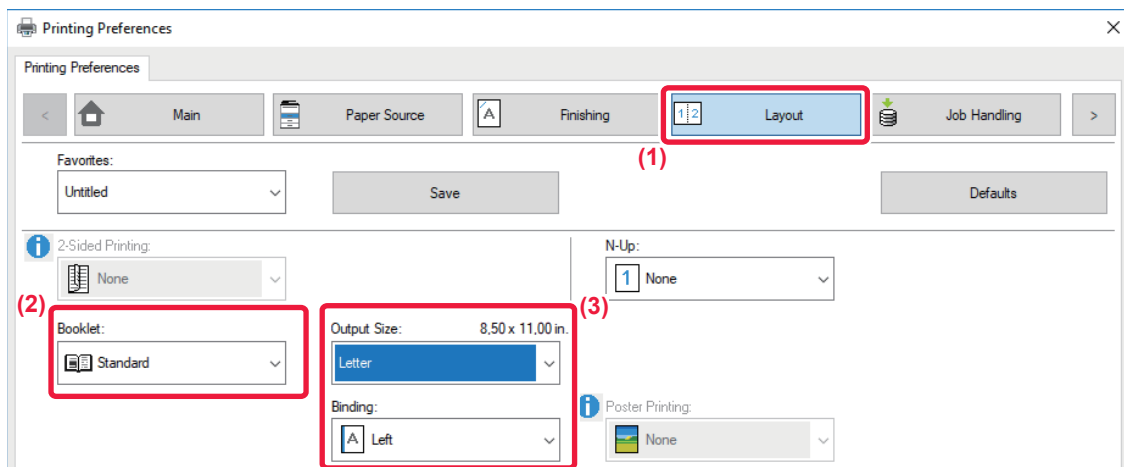 Printing Preferences
Printing Preferences
< Main Paper Source A Finishing 1 2 Layout Job Handling >
(1)
Favorites:
Untitled Save Defaults
2-Sided Printing: N-Up:
None 1 None
(2) (3)
Booklet: Output Size: 8,50 x 11,00 in.
Standard Letter
Binding: Poster Printing:
A Left None